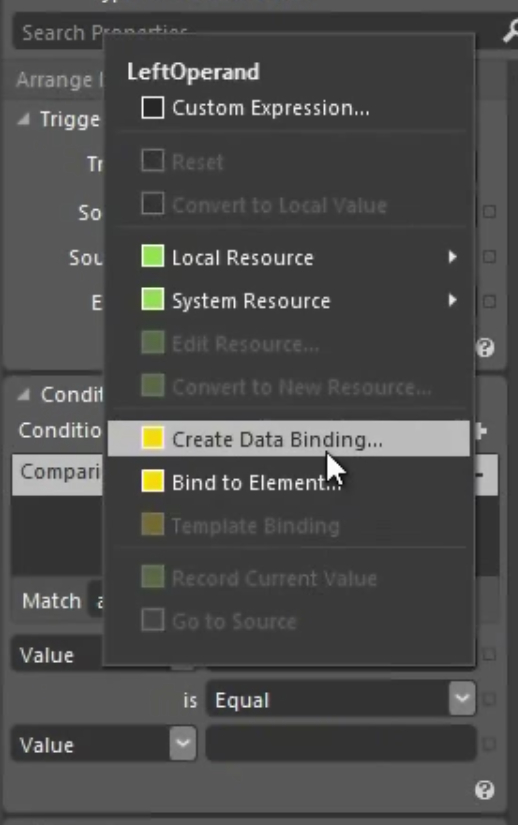 Search Properties
LeftOperand
Custom Expression...
Arrange
Trigge
Reset
Tr
Convert to Local Value
So
Local Resource
Sou
System Resource
E
Edit Resource...
Convert to New Resource...
Condit
Conditio
Create Data Binding...
Compari
Bind to Element...
Template Binding
Record Current Value
Match a
Go to Source
Value
is Equal
Value